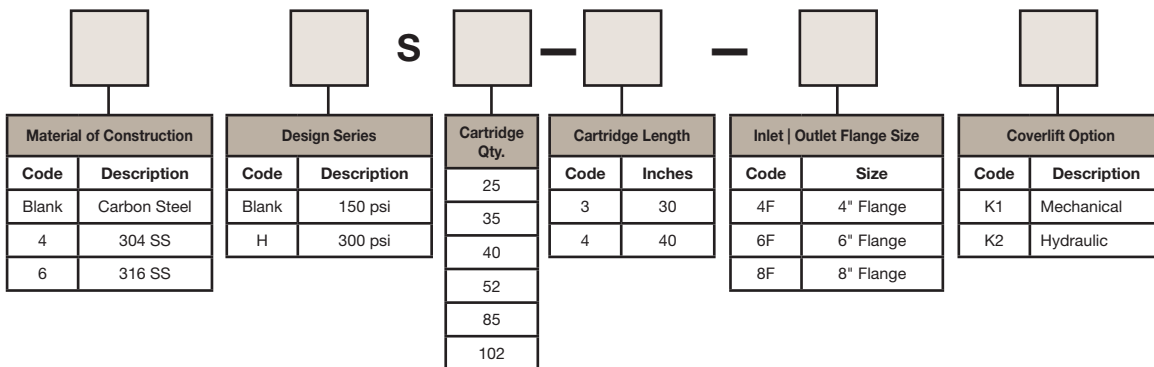 S — —
Material of Construction
Code Description
Blank Carbon Steel
4 304 SS
6 316 SS
Design Series
Code Description
Blank 150 psi
H 300 psi
Cartridge
Qty.
25
35
40
52
85
102
Cartridge Length
Code Inches
3 30
4 40
Inlet | Outlet Flange Size
Code Size
4F 4" Flange
6F 6" Flange
8F 8" Flange
Coverlift Option
Code Description
K1 Mechanical
K2 Hydraulic